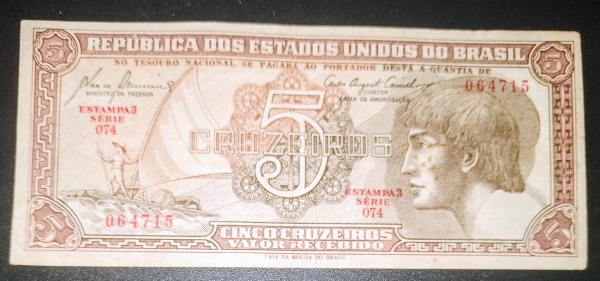 5 REPÚBLICA DOS ESTADOS UNIDOS DO BRASIL 5
NO TESOURO NACIONAL SE PAGARÁ AO PORTADOR DESTA A QUANTIA DE
MINISTRO DA FAZENDA
O DIRETOR
CAIXA DE AMORTIZAÇÃO
064715
ESTAMPA 3
SÉRIE
074
5
CRUZEIROS
ESTAMPA 3
SÉRIE
074
064715
5 CINCO CRUZEIROS 5
VALOR RECEBIDO
CASA DA MOEDA DO BRASIL